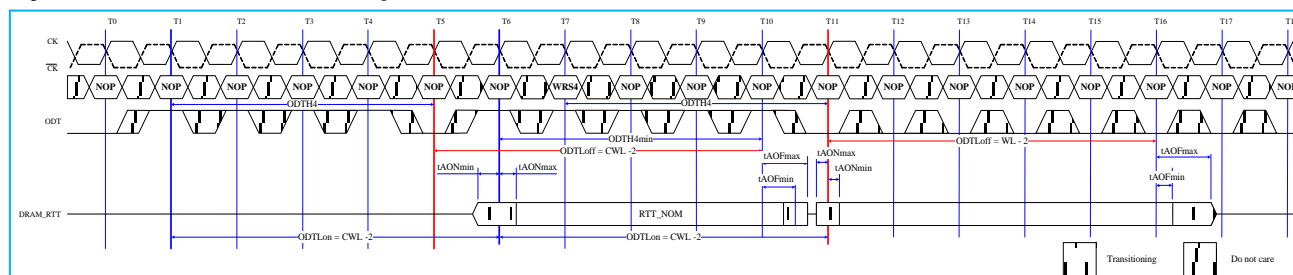 T0 T1 T2 T3 T4 T5 T6 T7 T8 T9 T10 T11 T12 T13 T14 T15 T16 T17
CK
CK
NOP NOP NOP NOP NOP NOP NOP WRS4 NOP NOP NOP NOP NOP NOP NOP NOP NOP NOP
ODTH4 ODTH4
ODT
ODTH4min
ODTLoff = CWL -2 ODTLoff = WL - 2
tAOFmax tAONmax tAOFmax
tAONmin tAONmax tAONmin
tAOFmin tAOFmin
DRAM_RTT RTT_NOM
ODTLon = CWL -2 ODTLon = CWL -2
Transitioning Do not care